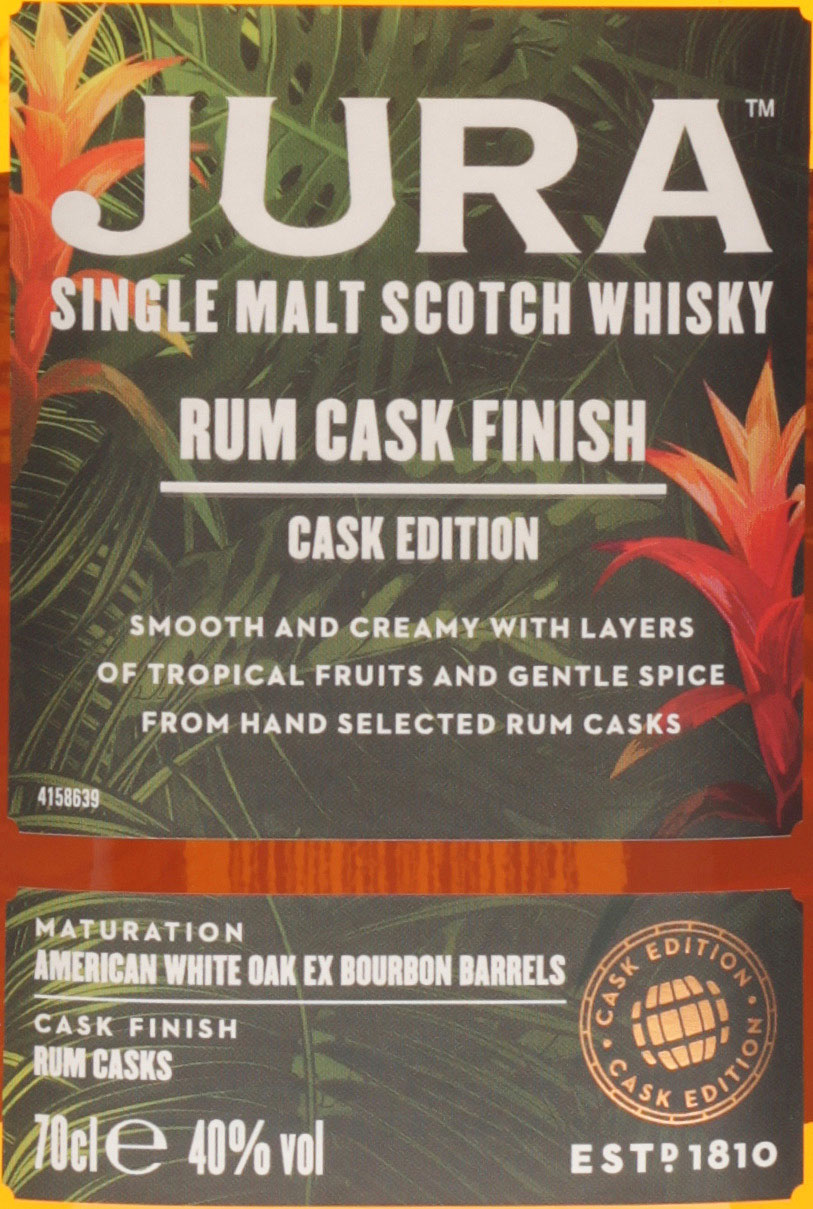 JURA™
SINGLE MALT SCOTCH WHISKY
RUM CASK FINISH
CASK EDITION
SMOOTH AND CREAMY WITH LAYERS
OF TROPICAL FRUITS AND GENTLE SPICE
FROM HAND SELECTED RUM CASKS
4158639
MATURATION
AMERICAN WHITE OAK EX BOURBON BARRELS
CASK FINISH
RUM CASKS
70cl e 40% vol
• CASK EDITION •
CASK EDITION
ESTD 1810